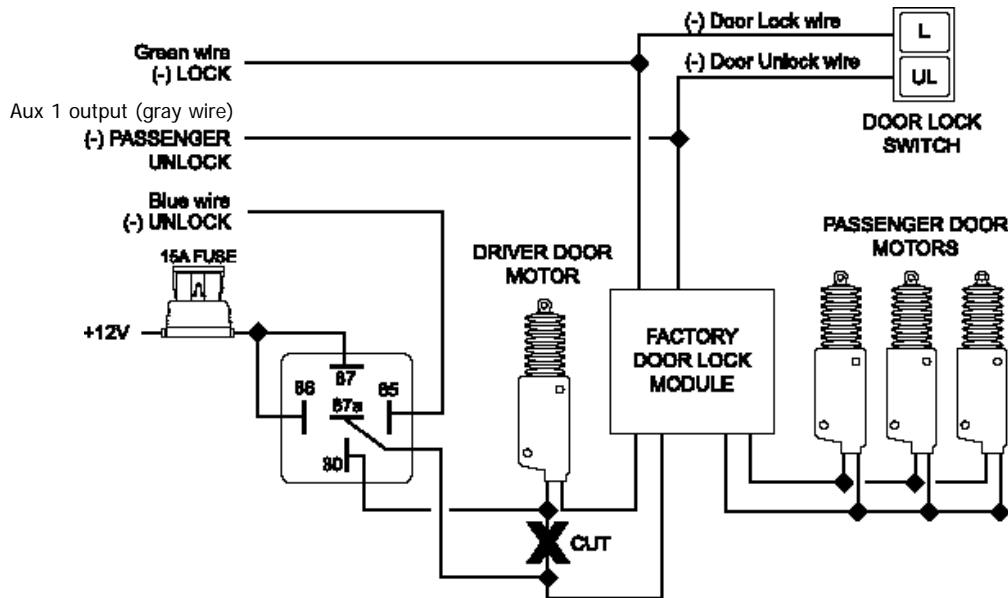 (-) Door Lock wire
L
Green wire
(-) LOCK
(-) Door Unlock wire
UL
Aux 1 output (gray wire)
(-) PASSENGER
UNLOCK
DOOR LOCK
SWITCH
Blue wire
(-) UNLOCK
15A FUSE
+12V
DRIVER DOOR
MOTOR
PASSENGER DOOR
MOTORS
FACTORY
DOOR LOCK
MODULE
87
86
85
87a
30
X CUT